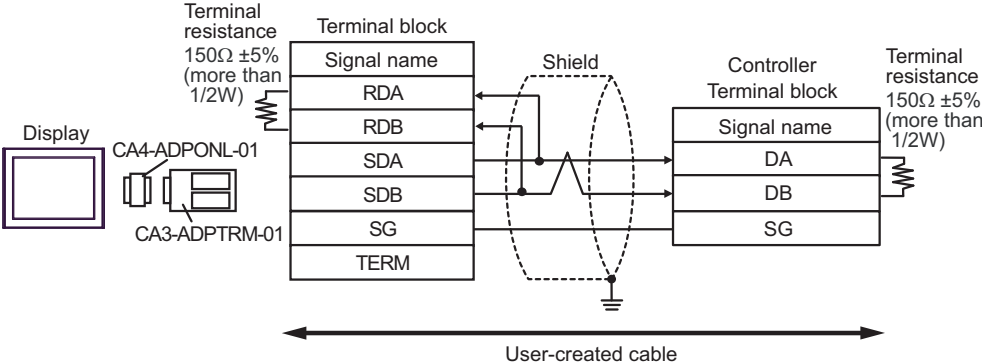 Terminal
resistance
150Ω ±5%
(more than
1/2W)
Terminal block
Signal name
RDA
RDB
SDA
SDB
SG
TERM
Shield
Controller
Terminal block
Signal name
DA
DB
SG
Terminal
resistance
150Ω ±5%
(more than
1/2W)
Display
CA4-ADPONL-01
CA3-ADPTRM-01
User-created cable